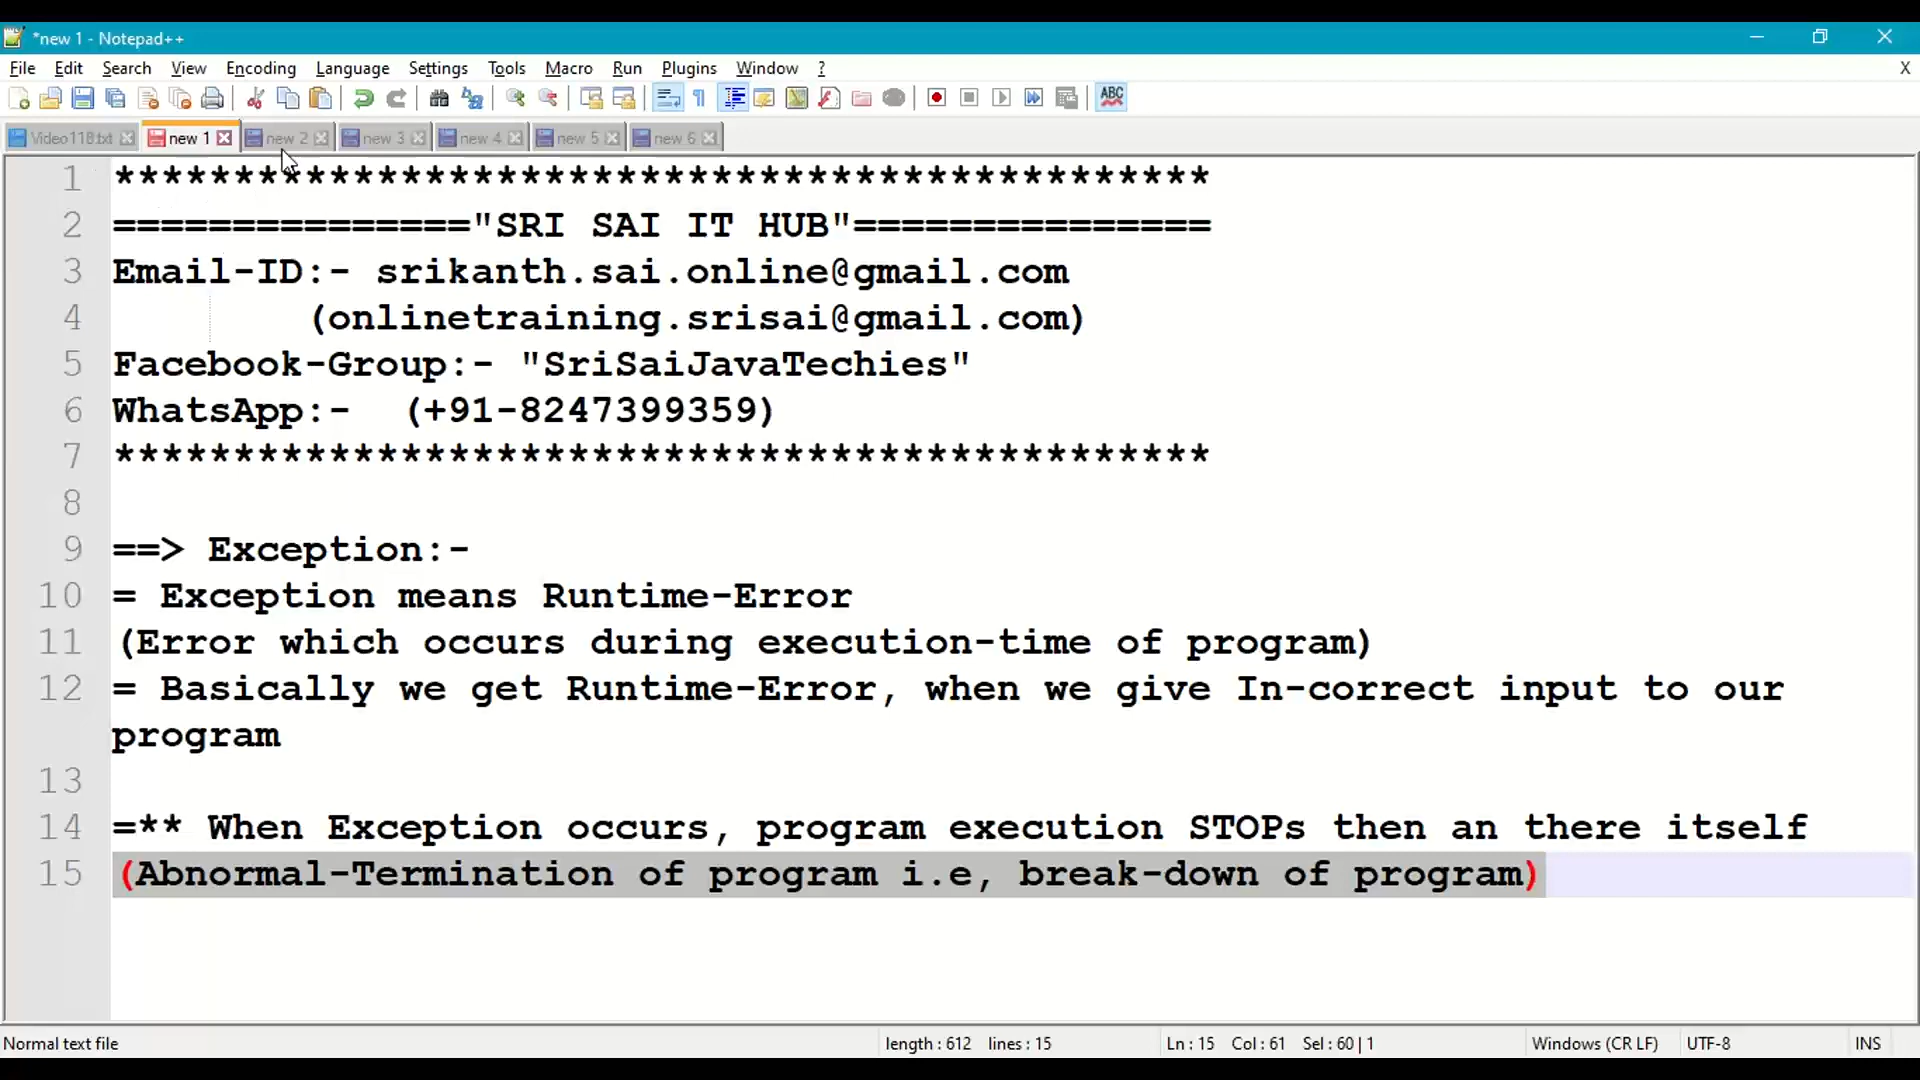 *new 1 - Notepad++
File Edit Search View Encoding Language Settings Tools Macro Run Plugins Window ? X
ABC
Video118.txt new 1 new 2 new 3 new 4 new 5 new 6
1 **********************************************
2 ==============="SRI SAI IT HUB"===============
3 Email-ID:- srikanth.sai.online@gmail.com
4 (onlinetraining.srisai@gmail.com)
5 Facebook-Group:- "SriSaiJavaTechies"
6 WhatsApp:- (+91-8247399359)
7 **********************************************
8
9 ==> Exception:-
10 = Exception means Runtime-Error
11 (Error which occurs during execution-time of program)
12 = Basically we get Runtime-Error, when we give In-correct input to our
program
13
14 =** When Exception occurs, program execution STOPs then an there itself
15 (Abnormal-Termination of program i.e, break-down of program)
Normal text file length : 612 lines : 15 Ln : 15 Col : 61 Sel : 60 | 1 Windows (CR LF) UTF-8 INS